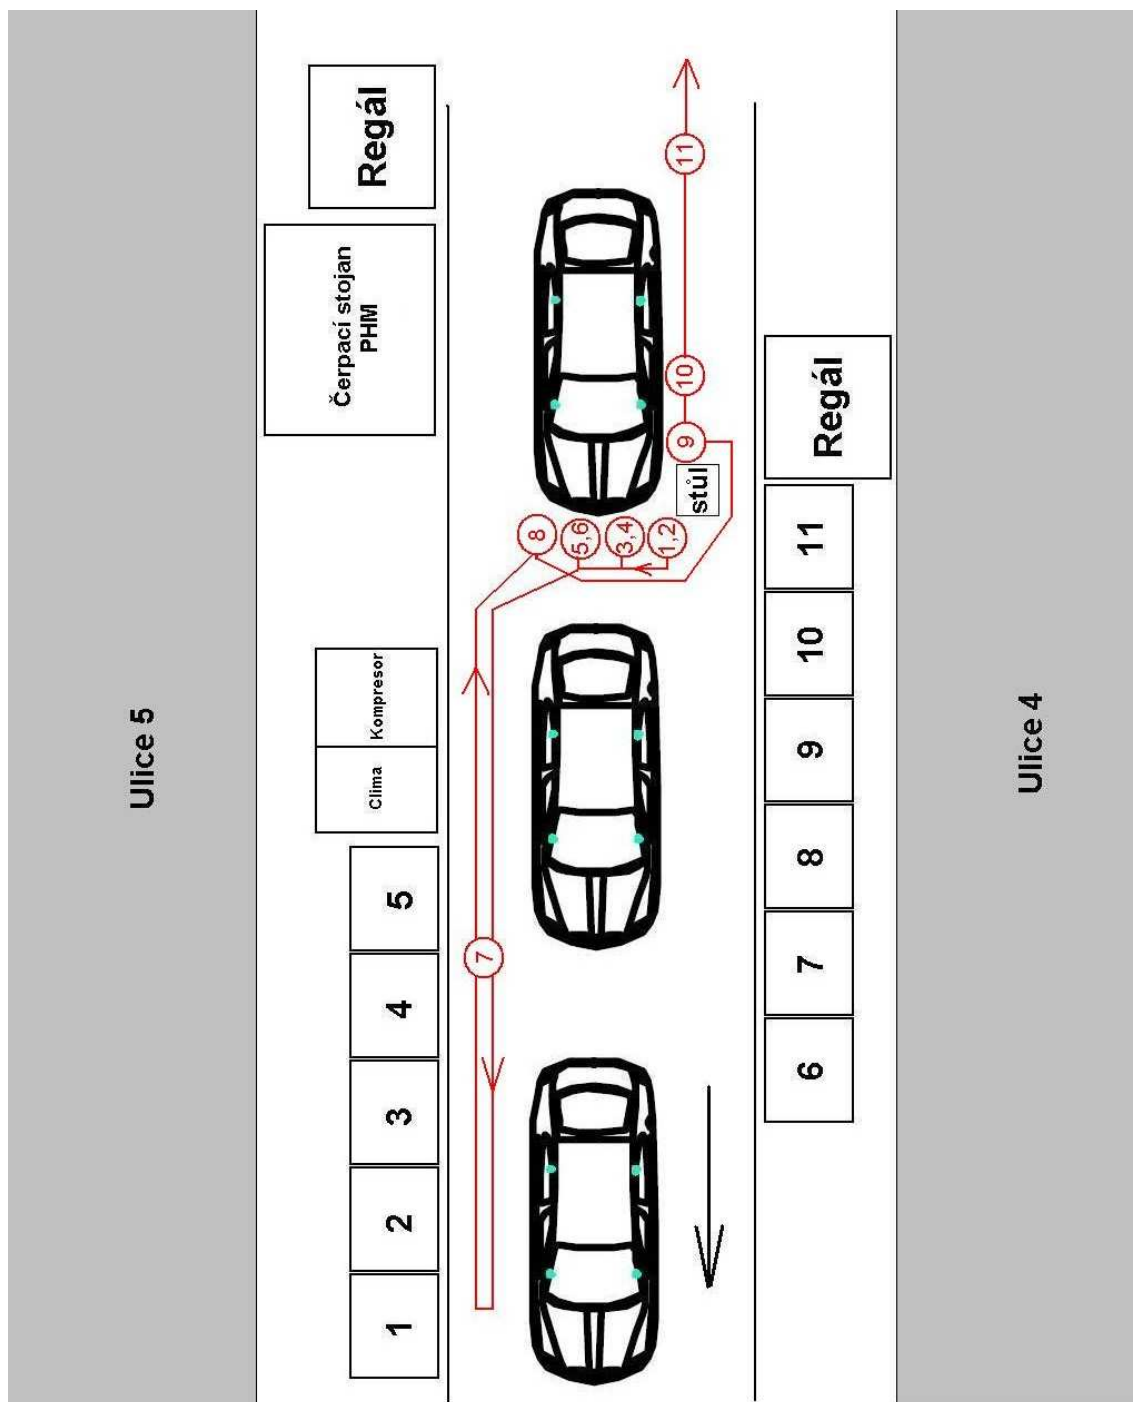 Ulice 5
Regál
Čerpací stojan
PHM
Kompresor
Clima
5
4
3
2
1
11
10
9
stůl
8
5,6
3,4
1,2
7
Regál
11
10
9
8
7
6
Ulice 4